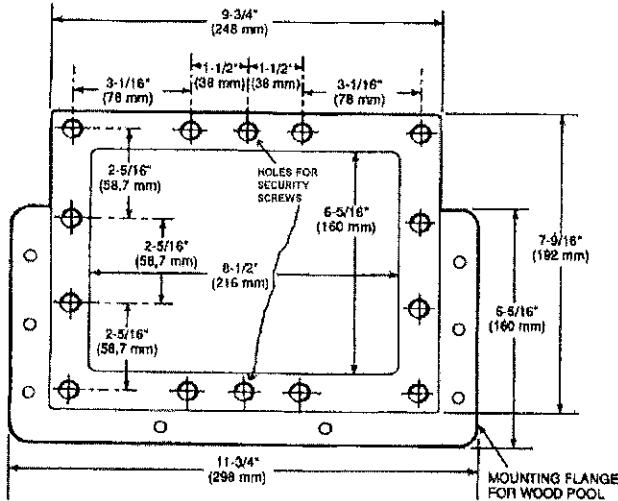 9-3/4"
(248 mm)
1-1/2" 1-1/2"
(38 mm) (38 mm)
3-1/16"
(78 mm)
3-1/16"
(78 mm)
2-5/16"
(58,7 mm)
HOLES FOR
SECURITY
SCREWS
6-5/16"
(160 mm)
7-9/16"
(192 mm)
2-5/16"
(58,7 mm)
8-1/2"
(216 mm)
6-5/16"
(160 mm)
2-5/16"
(58,7 mm)
11-3/4"
(298 mm)
MOUNTING FLANGE
FOR WOOD POOL